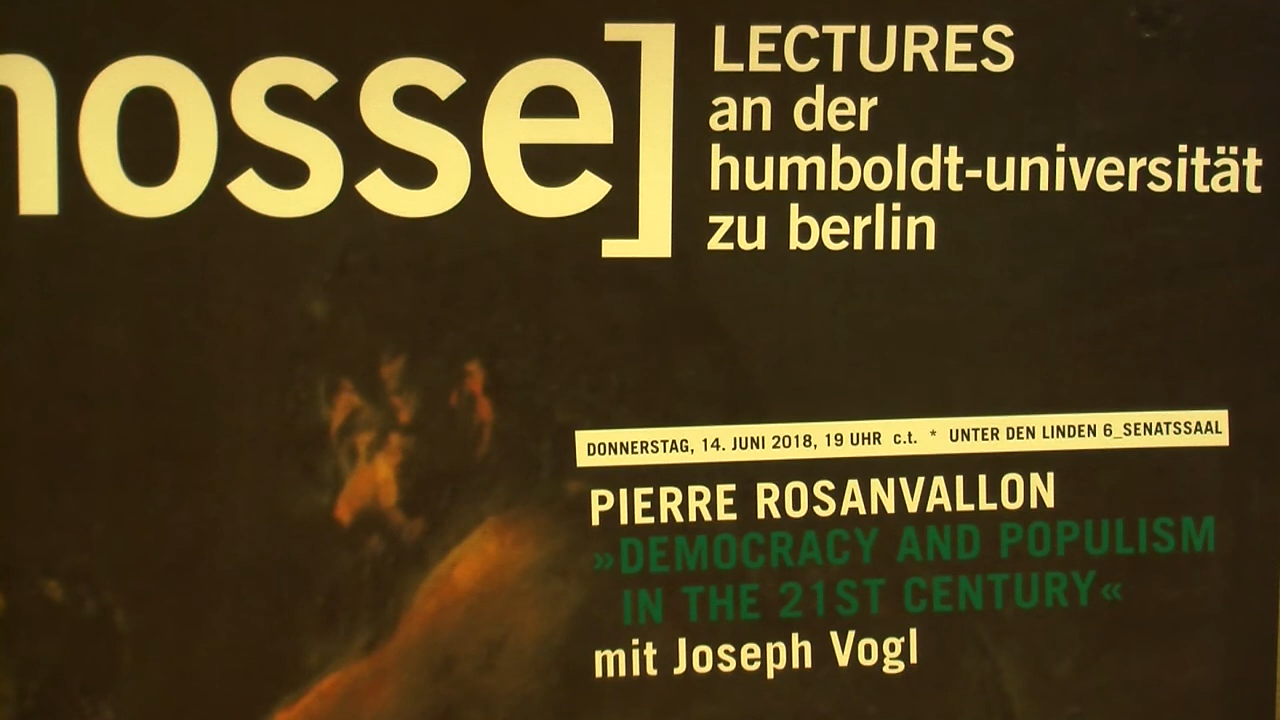 mosse]
LECTURES
an der
humboldt-universität
zu berlin
DONNERSTAG, 14. JUNI 2018, 19 UHR c.t. * UNTER DEN LINDEN 6_SENATSSAAL
PIERRE ROSANVALLON
»DEMOCRACY AND POPULISM
IN THE 21ST CENTURY«
mit Joseph Vogl